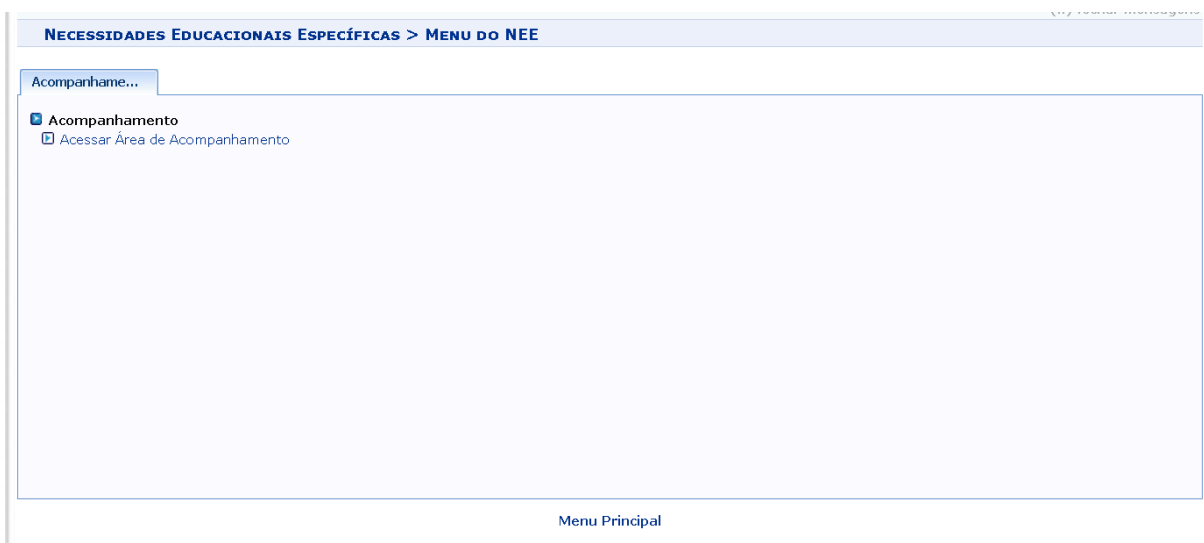 NECESSIDADES EDUCACIONAIS ESPECÍFICAS > MENU DO NEE
Acompanhame...
Acompanhamento
Acessar Área de Acompanhamento
Menu Principal